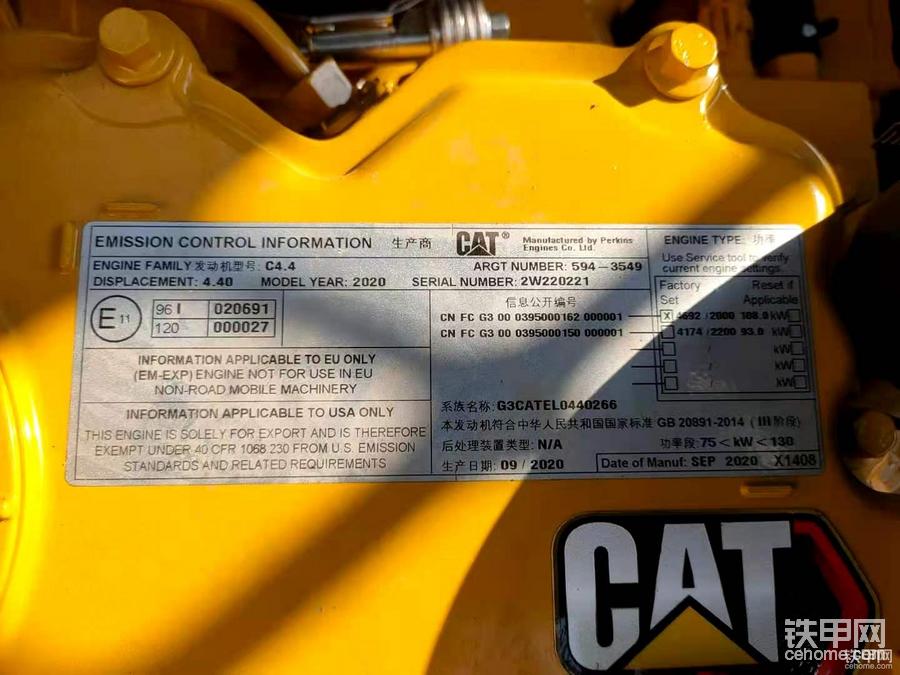 EMISSION CONTROL INFORMATION 生产商 CAT® Manufactured by Perkins Engines Co. Ltd.
ENGINE FAMILY 发动机型号: C4.4 ARGT NUMBER: 594-3549
DISPLACEMENT: 4.40 MODEL YEAR: 2020 SERIAL NUMBER: 2W220221
ENGINE TYPE: 功率
Use Service tool to verify
current engine settings.
Factory Reset if
Set Applicable
X 4692 / 2000 108.0 kW
4174 / 2200 93.0 kW
/ kW
/ kW
/ kW
E 11
96 I 020691
120 000027
信息公开编号
CN FC G3 00 0395000162 000001
CN FC G3 00 0395000150 000001
INFORMATION APPLICABLE TO EU ONLY
(EM-EXP) ENGINE NOT FOR USE IN EU
NON-ROAD MOBILE MACHINERY
INFORMATION APPLICABLE TO USA ONLY
THIS ENGINE IS SOLELY FOR EXPORT AND IS THEREFORE
EXEMPT UNDER 40 CFR 1068 230 FROM U.S. EMISSION
STANDARDS AND RELATED REQUIREMENTS
系族名称: G3CATEL0440266
本发动机符合中华人民共和国国家标准 GB 20891-2014 (III阶段)
后处理装置类型: N/A 功率段: 75<kW<130
生产日期: 09 / 2020 Date of Manuf: SEP 2020 X1408
CAT
铁甲网
cehome.com
铁甲网
cehome.com